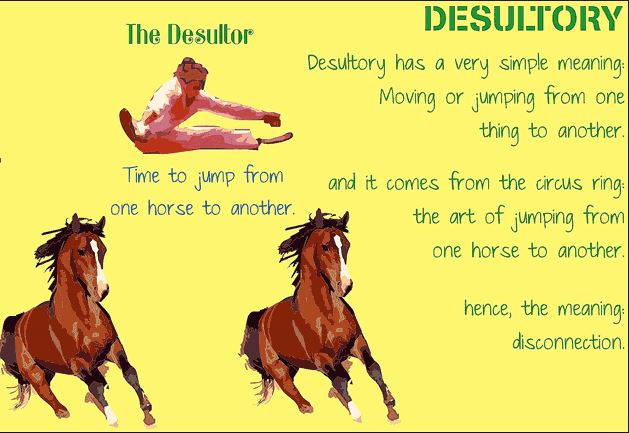 The Desultor
Time to jump from
one horse to another.
DESULTORY
Desultory has a very simple meaning:
Moving or jumping from one
thing to another.
and it comes from the circus ring:
the art of jumping from
one horse to another.
hence, the meaning:
disconnection.